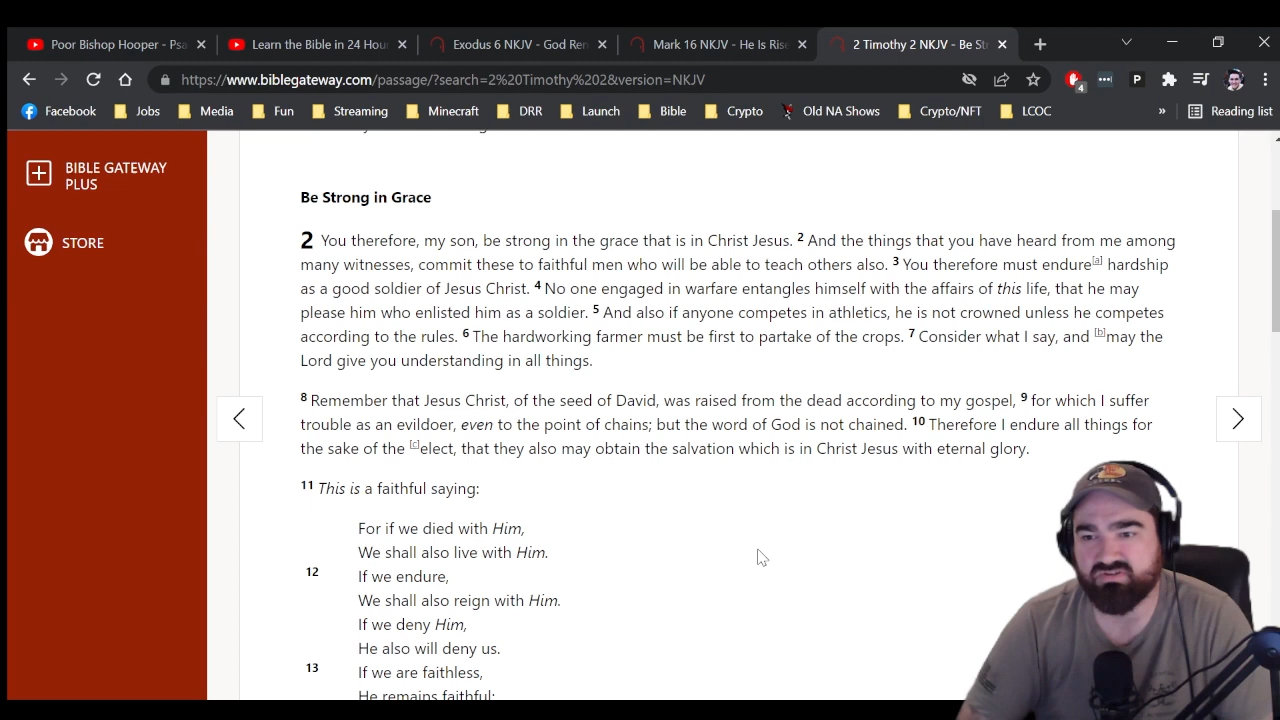 Poor Bishop Hooper - Psa
Learn the Bible in 24 Hou
Exodus 6 NKJV - God Ren
Mark 16 NKJV - He Is Rise
2 Timothy 2 NKJV - Be Str
https://www.biblegateway.com/passage/?search=2%20Timothy%202&version=NKJV
4
P
Facebook
Jobs
Media
Fun
Streaming
Minecraft
DRR
Launch
Bible
Crypto
Old NA Shows
Crypto/NFT
LCOC
»
Reading list
BIBLE GATEWAY
PLUS
STORE
Be Strong in Grace
2 You therefore, my son, be strong in the grace that is in Christ Jesus. 2 And the things that you have heard from me among
many witnesses, commit these to faithful men who will be able to teach others also. 3 You therefore must endure[a] hardship
as a good soldier of Jesus Christ. 4 No one engaged in warfare entangles himself with the affairs of this life, that he may
please him who enlisted him as a soldier. 5 And also if anyone competes in athletics, he is not crowned unless he competes
according to the rules. 6 The hardworking farmer must be first to partake of the crops. 7 Consider what I say, and [b]may the
Lord give you understanding in all things.
8 Remember that Jesus Christ, of the seed of David, was raised from the dead according to my gospel, 9 for which I suffer
trouble as an evildoer, even to the point of chains; but the word of God is not chained. 10 Therefore I endure all things for
the sake of the [c]elect, that they also may obtain the salvation which is in Christ Jesus with eternal glory.
11 This is a faithful saying:
For if we died with Him,
We shall also live with Him.
12 If we endure,
We shall also reign with Him.
If we deny Him,
He also will deny us.
13 If we are faithless,
He remains faithful;